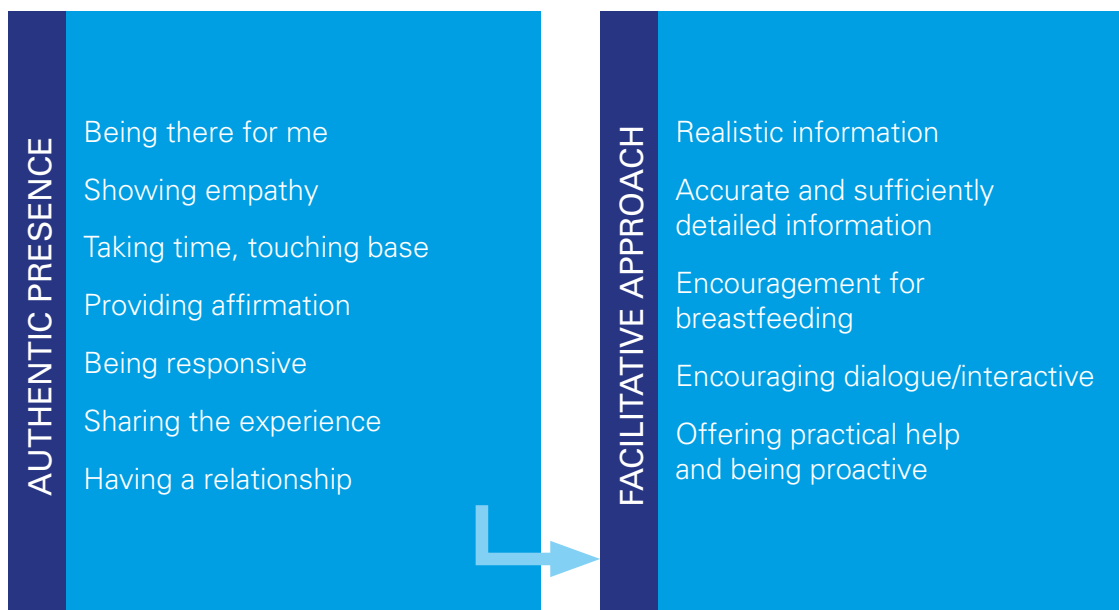 AUTHENTIC PRESENCE
Being there for me
Showing empathy
Taking time, touching base
Providing affirmation
Being responsive
Sharing the experience
Having a relationship
FACILITATIVE APPROACH
Realistic information
Accurate and sufficiently
detailed information
Encouragement for
breastfeeding
Encouraging dialogue/interactive
Offering practical help
and being proactive